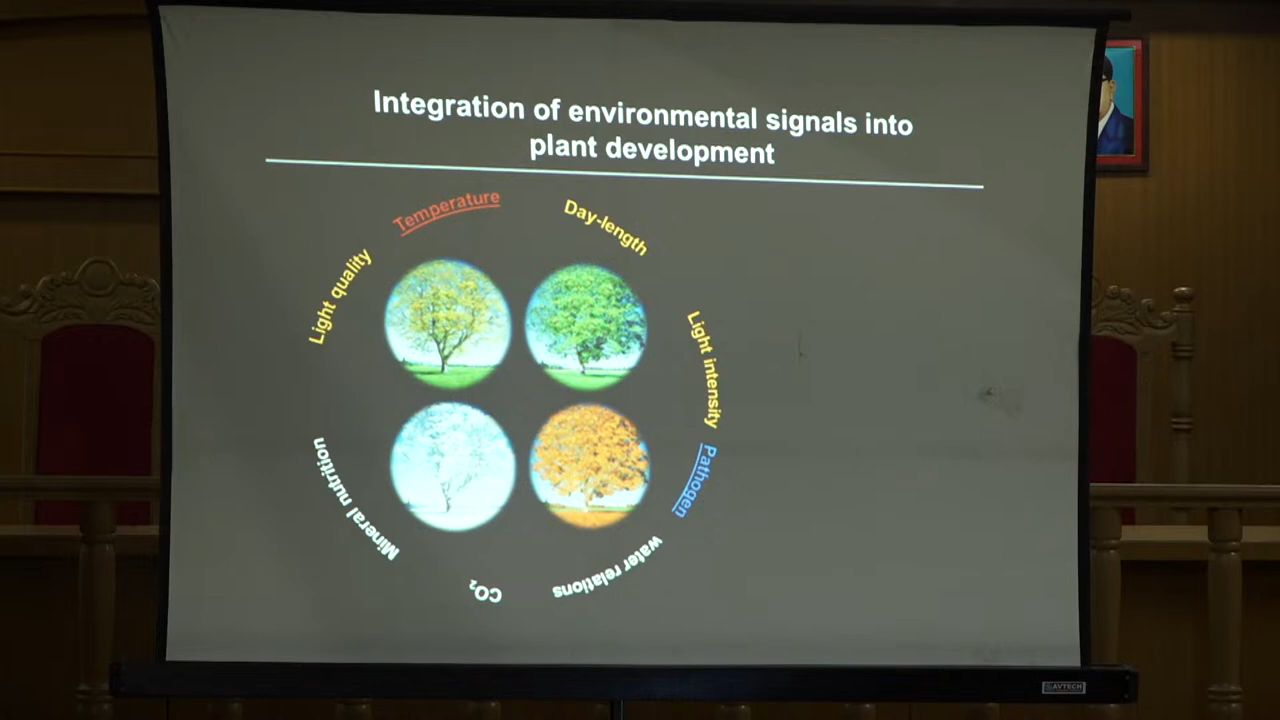 Integration of environmental signals into
plant development
Temperature
Day-length
Light quality
Light intensity
Pathogen
Mineral nutrition
water relations
CO₂
AVTECH